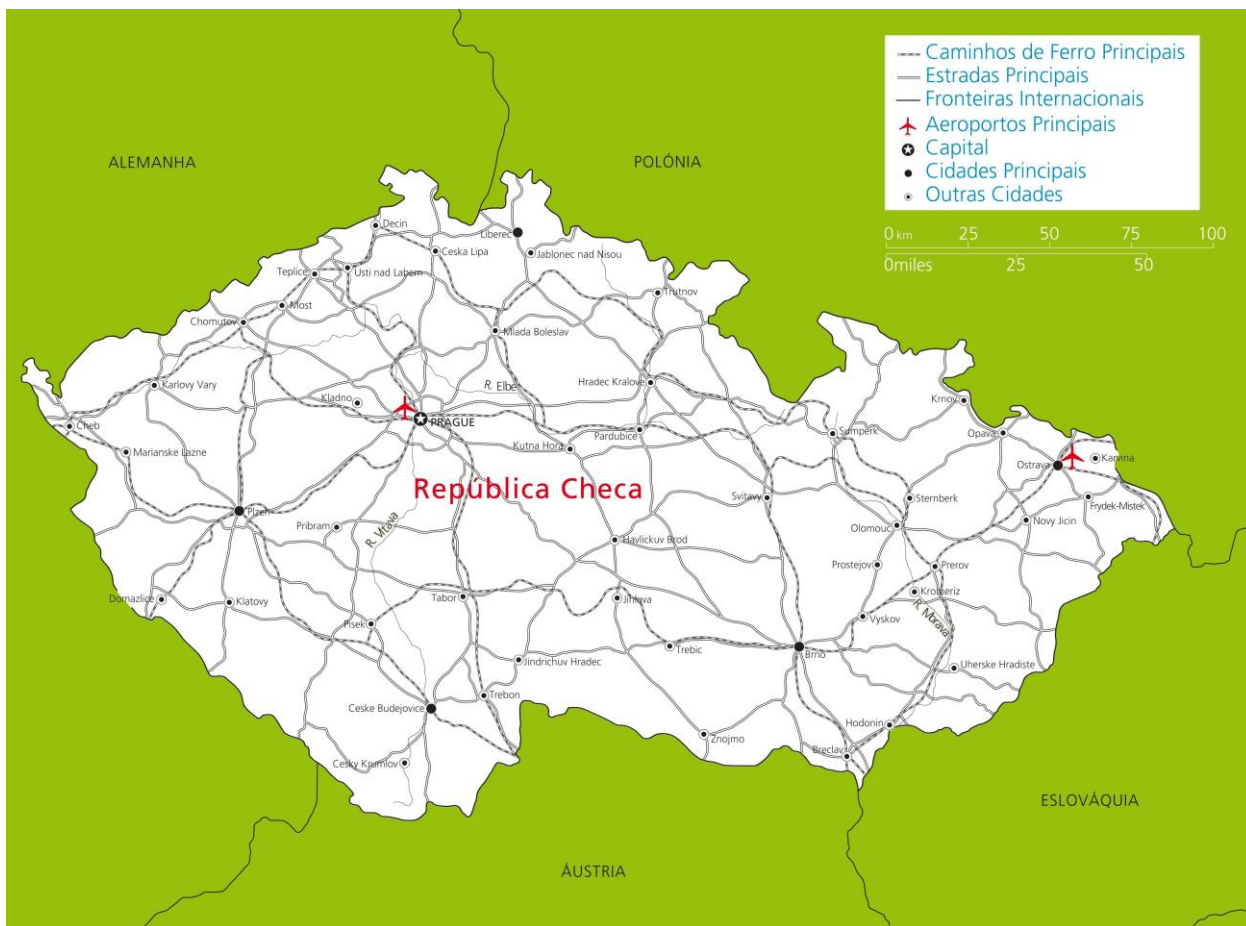 Caminhos de Ferro Principais
Estradas Principais
Fronteiras Internacionais
Aeroportos Principais
Capital
Cidades Principais
Outras Cidades
0 km 25 50 75 100
0miles 25 50
ALEMANHA
POLÓNIA
Decin
Liberec
Ceska Lipa
Jablonec nad Nisou
Teplice
Usti nad Labem
Most
Trutnov
Chomutov
Mlada Boleslav
Karlovy Vary
Hradec Kralove
R. Elbe
Kladno
Krnov
PRAGUE
Cheb
Pardubice
Sumperk
Opava
Kutna Hora
Marianske Lazne
Karvina
Ostrava
República Checa
Svitavy
Sternberk
Frydek-Mistek
Plzen
Pribram
R. Vltava
Olomouc
Novy Jicin
Havlickuv Brod
Prostejov
Prerov
Domazlice
Klatovy
Tabor
Jihlava
Kromeriz
R. Morava
Pisek
Vyskov
Trebic
Brno
Jindrichuv Hradec
Uherske Hradiste
Trebon
Ceske Budejovice
Hodonin
Znojmo
Breclav
Cesky Krumlov
ESLOVÁQUIA
ÁUSTRIA